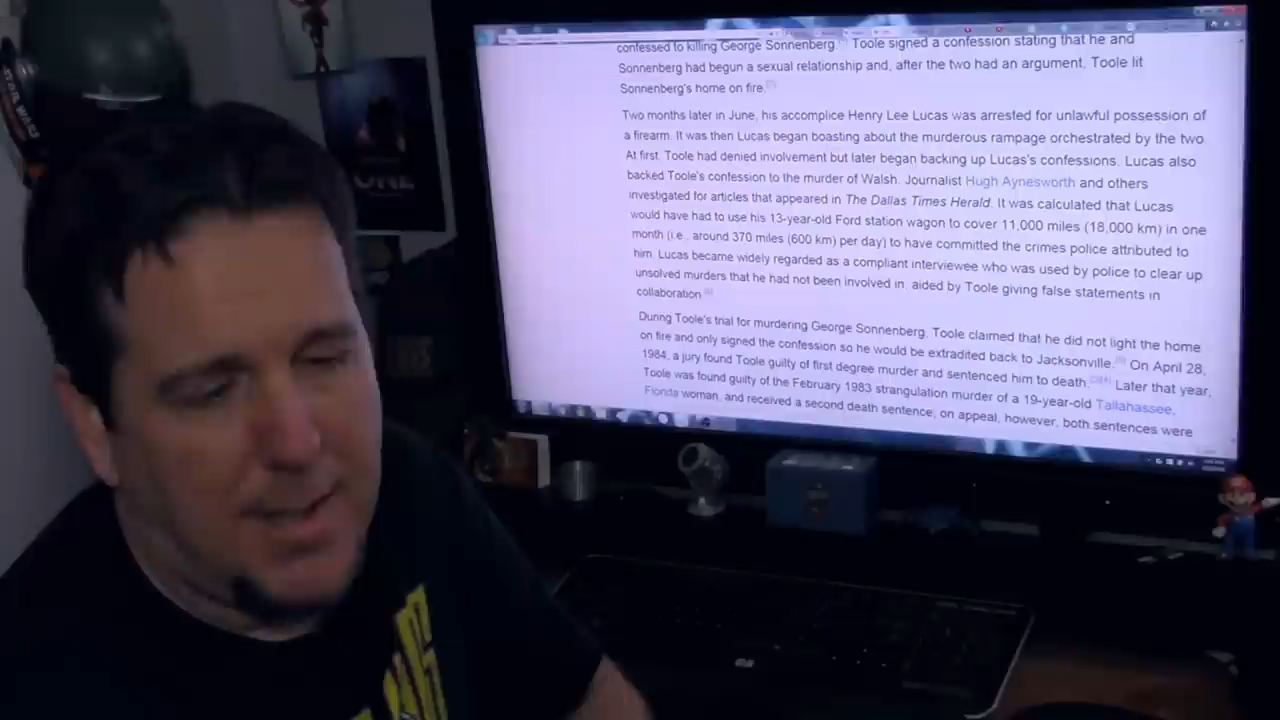 STAR WARS
confessed to killing George Sonnenberg. Toole signed a confession stating that he and
Sonnenberg had begun a sexual relationship and, after the two had an argument, Toole lit
Sonnenberg's home on fire.
Two months later in June, his accomplice Henry Lee Lucas was arrested for unlawful possession of
a firearm. It was then Lucas began boasting about the murderous rampage orchestrated by the two.
At first, Toole had denied involvement but later began backing up Lucas's confessions. Lucas also
backed Toole's confession to the murder of Walsh. Journalist Hugh Aynesworth and others
investigated for articles that appeared in The Dallas Times Herald. It was calculated that Lucas
would have had to use his 13-year-old Ford station wagon to cover 11,000 miles (18,000 km) in one
month (i.e., around 370 miles (600 km) per day) to have committed the crimes police attributed to
him. Lucas became widely regarded as a compliant interviewee who was used by police to clear up
unsolved murders that he had not been involved in, aided by Toole giving false statements in
collaboration
During Toole's trial for murdering George Sonnenberg, Toole claimed that he did not light the home
on fire and only signed the confession so he would be extradited back to Jacksonville. On April 28,
1984, a jury found Toole guilty of first degree murder and sentenced him to death. Later that year,
Toole was found guilty of the February 1983 strangulation murder of a 19-year-old Tallahassee,
Florida woman, and received a second death sentence; on appeal, however, both sentences were